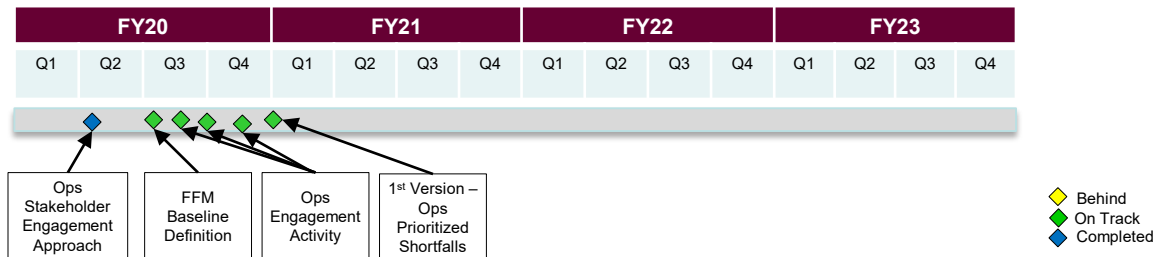 FY20 FY21 FY22 FY23
Q1 Q2 Q3 Q4 Q1 Q2 Q3 Q4 Q1 Q2 Q3 Q4 Q1 Q2 Q3 Q4
Ops
Stakeholder
Engagement
Approach
FFM
Baseline
Definition
Ops
Engagement
Activity
1st Version –
Ops
Prioritized
Shortfalls
Behind
On Track
Completed